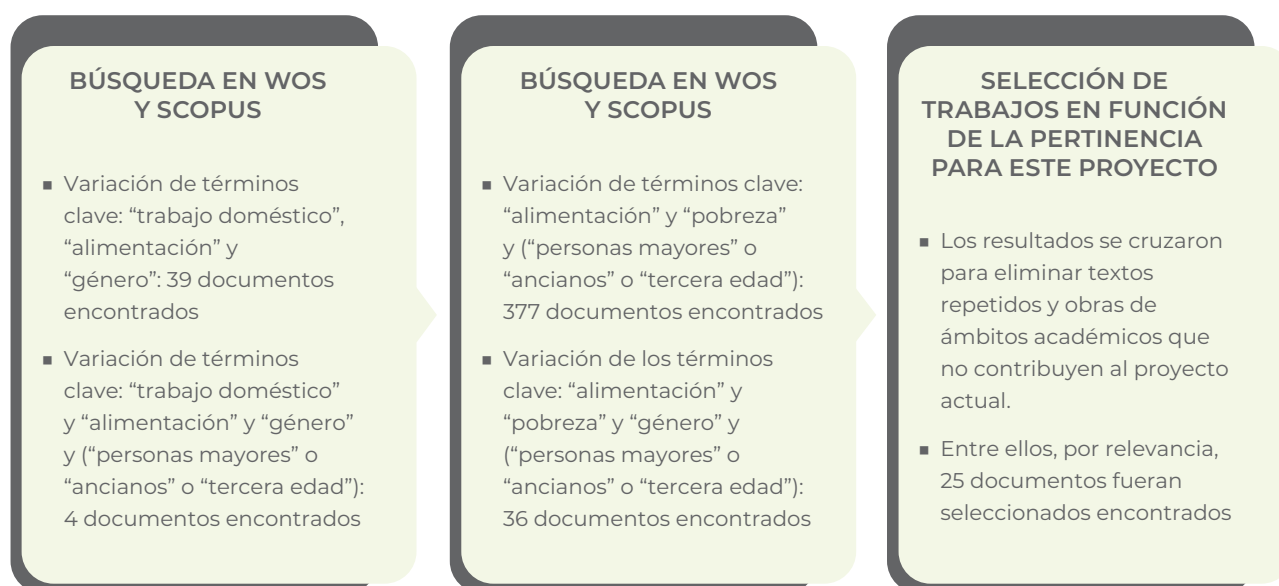 BÚSQUEDA EN WOS
Y SCOPUS
▪ Variación de términos
clave: “trabajo doméstico”,
“alimentación” y
“género”: 39 documentos
encontrados
▪ Variación de términos
clave: “trabajo doméstico”
y “alimentación” y “género”
y (“personas mayores” o
“ancianos” o “tercera edad”):
4 documentos encontrados
BÚSQUEDA EN WOS
Y SCOPUS
▪ Variación de términos clave:
“alimentación” y “pobreza”
y (“personas mayores” o
“ancianos” o “tercera edad”):
377 documentos encontrados
▪ Variación de los términos
clave: “alimentación” y
“pobreza” y “género” y
(“personas mayores” o
“ancianos” o “tercera edad”):
36 documentos encontrados
SELECCIÓN DE
TRABAJOS EN FUNCIÓN
DE LA PERTINENCIA
PARA ESTE PROYECTO
▪ Los resultados se cruzaron
para eliminar textos
repetidos y obras de
ámbitos académicos que
no contribuyen al proyecto
actual.
▪ Entre ellos, por relevancia,
25 documentos fueran
seleccionados encontrados